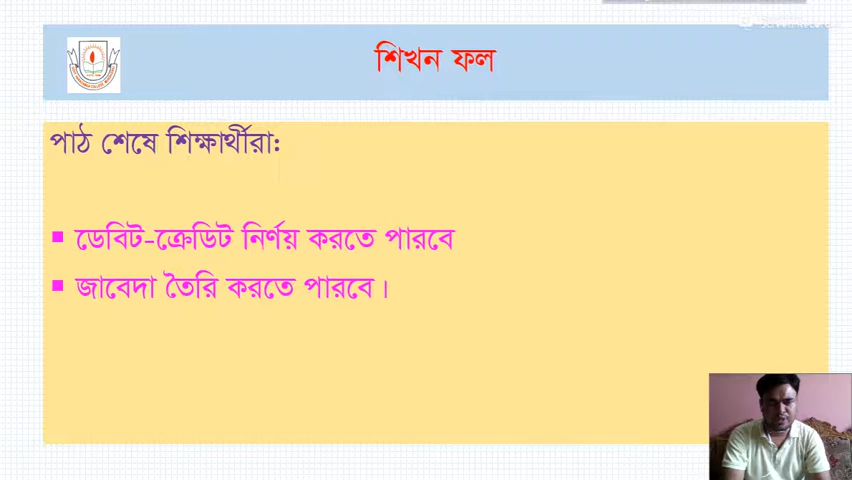 শিখন ফল
পাঠ শেষে শিক্ষার্থীরা:
▪ ডেবিট-ক্রেডিট নির্ণয় করতে পারবে
▪ জাবেদা তৈরি করতে পারবে।